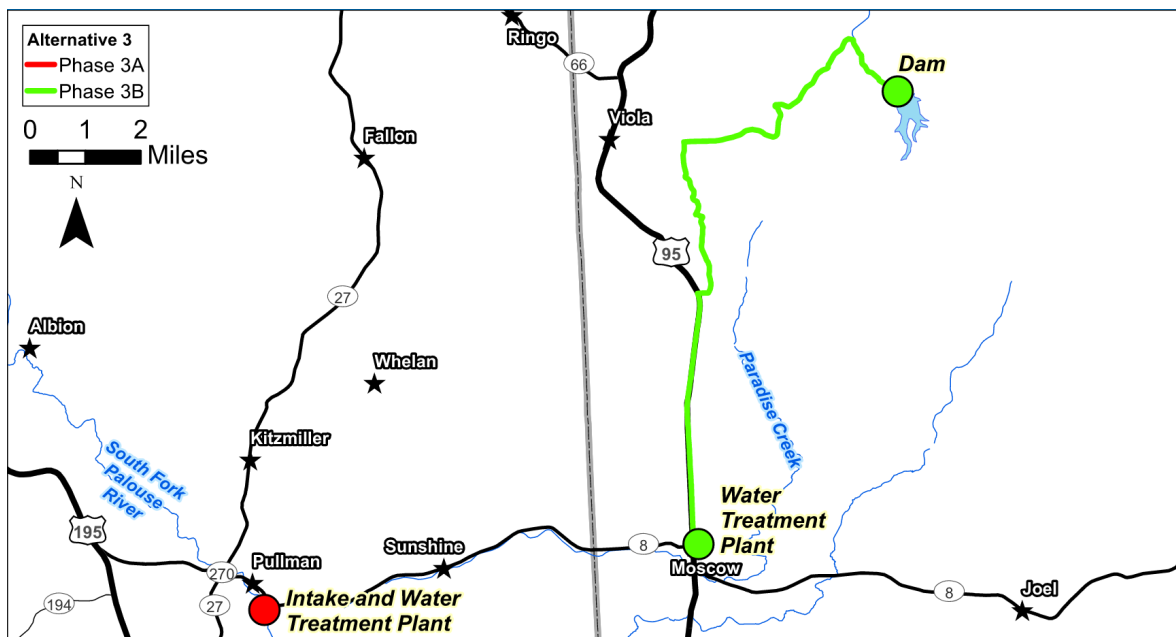 Alternative 3
Phase 3A
Phase 3B
0 1 2
Miles
N
Ringo
66
Dam
Viola
Fallon
95
27
Albion
Whelan
Paradise Creek
Kitzmiller
South Fork
Palouse
River
Water
Treatment
Plant
195
Sunshine
8
Moscow
270
Pullman
194
27
Intake and Water
Treatment Plant
8
Joel